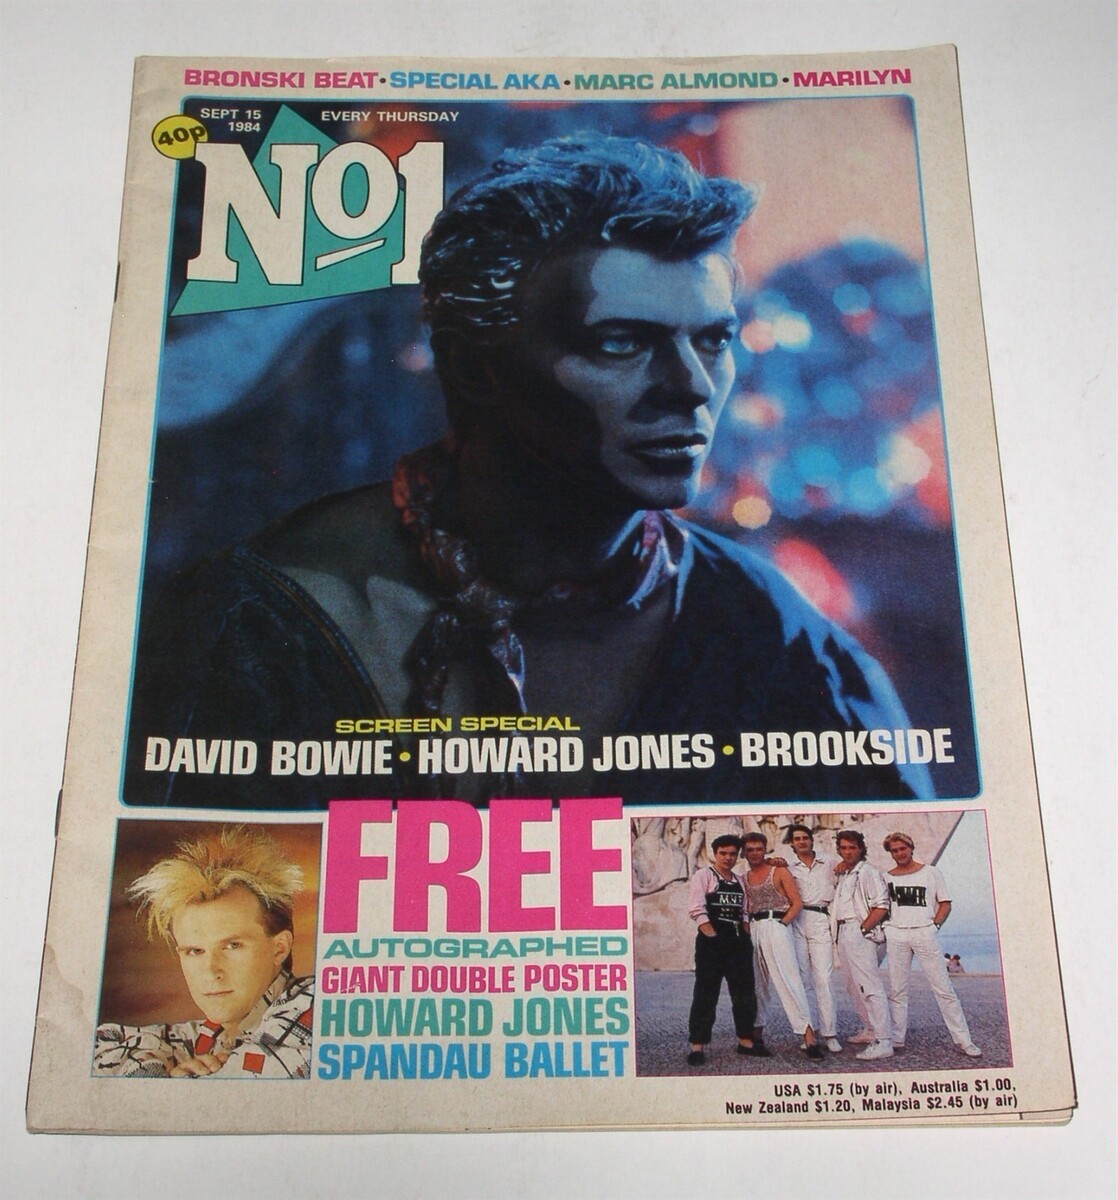 BRONSKI BEAT • SPECIAL AKA • MARC ALMOND • MARILYN
SEPT 15
1984
EVERY THURSDAY
40p
No1
SCREEN SPECIAL
DAVID BOWIE • HOWARD JONES • BROOKSIDE
FREE
AUTOGRAPHED
GIANT DOUBLE POSTER
HOWARD JONES
SPANDAU BALLET
USA $1.75 (by air), Australia $1.00,
New Zealand $1.20, Malaysia $2.45 (by air)